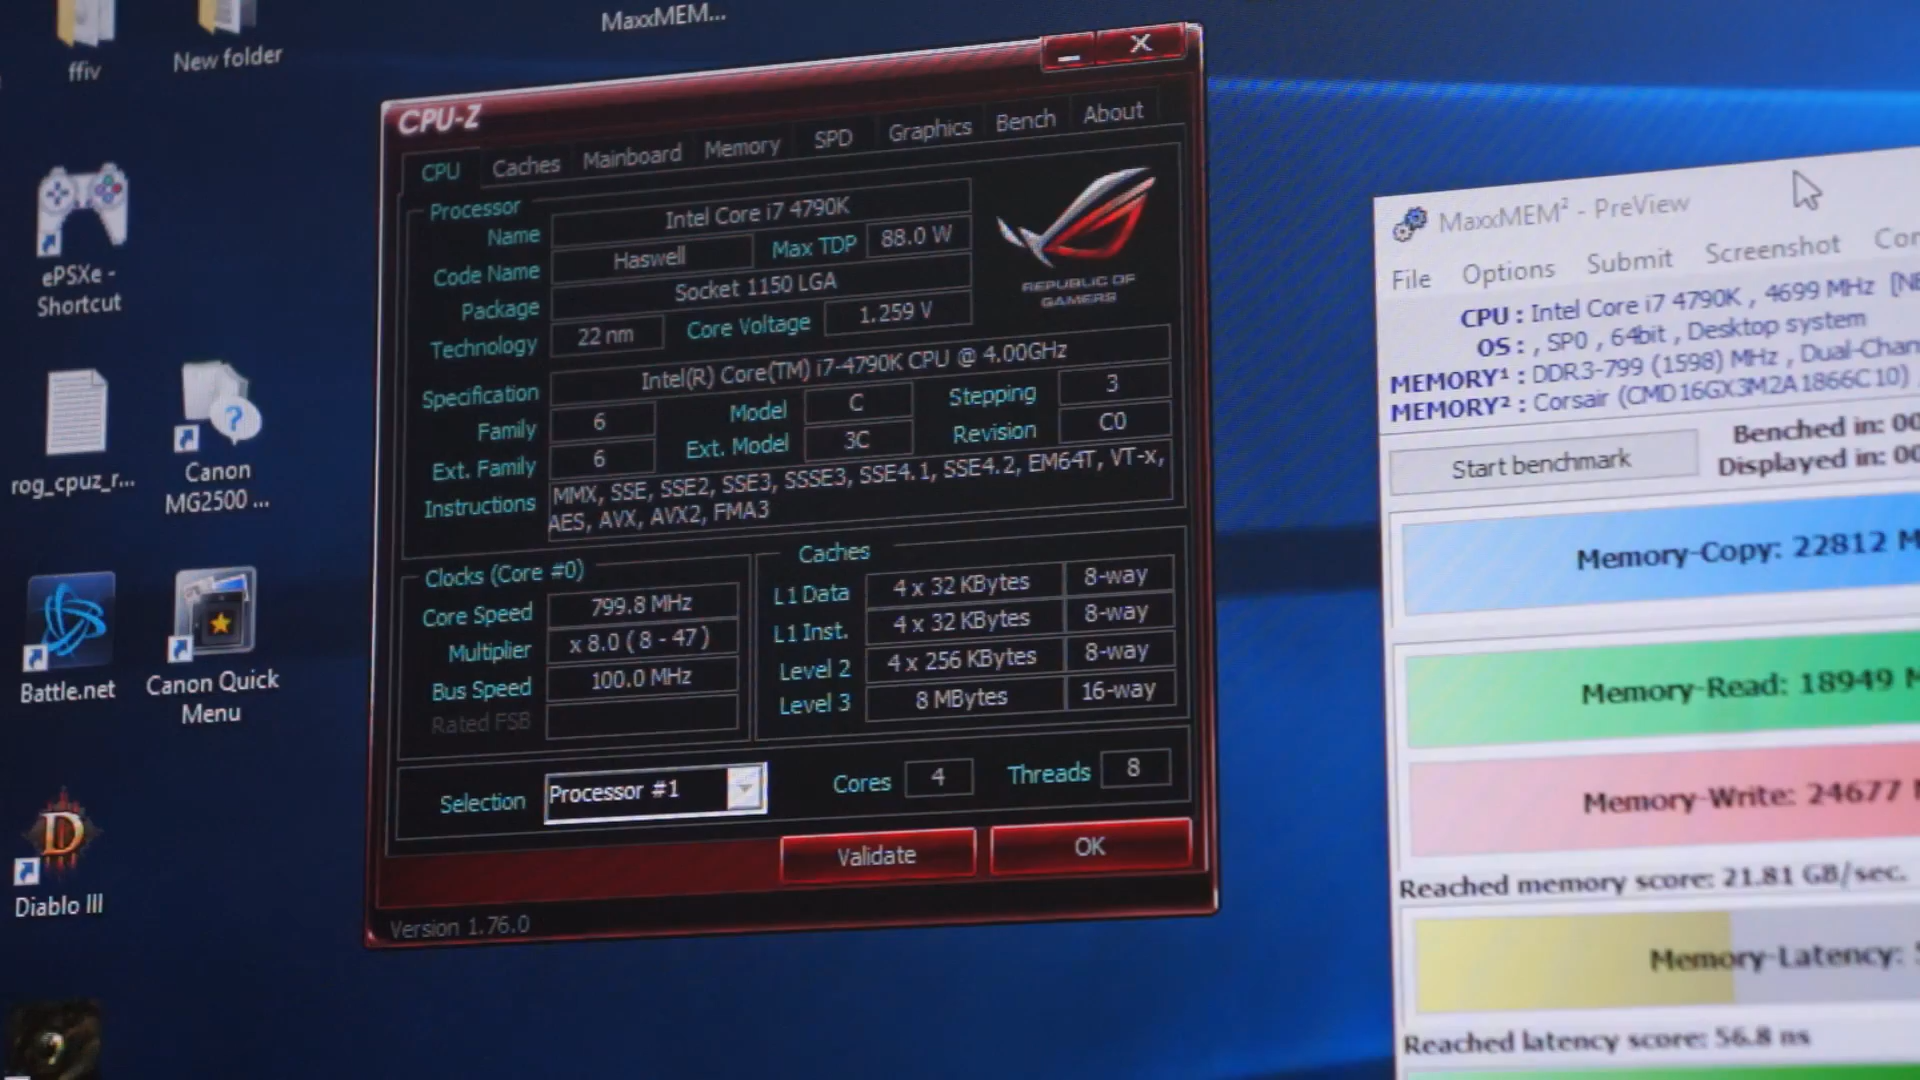 MaxxMEM...
ffiv
New folder
ePSXe -
Shortcut
rog_cpuz_r...
Canon
MG2500 ...
Battle.net
Canon Quick
Menu
Diablo III
CPU-Z
CPU Caches Mainboard Memory SPD Graphics Bench About
Processor
Name Intel Core i7 4790K
Code Name Haswell Max TDP 88.0 W
Package Socket 1150 LGA
Technology 22 nm Core Voltage 1.259 V
Specification Intel(R) Core(TM) i7-4790K CPU @ 4.00GHz
Family 6 Model C Stepping 3
Ext. Family 6 Ext. Model 3C Revision C0
Instructions MMX, SSE, SSE2, SSE3, SSSE3, SSE4.1, SSE4.2, EM64T, VT-x,
AES, AVX, AVX2, FMA3
REPUBLIC OF
GAMERS
Clocks (Core #0)
Core Speed 799.8 MHz
Multiplier x 8.0 ( 8 - 47 )
Bus Speed 100.0 MHz
Rated FSB
Caches
L1 Data 4 x 32 KBytes 8-way
L1 Inst. 4 x 32 KBytes 8-way
Level 2 4 x 256 KBytes 8-way
Level 3 8 MBytes 16-way
Selection Processor #1 Cores 4 Threads 8
Validate OK
Version 1.76.0
MaxxMEM² - PreView
File Options Submit Screenshot
CPU : Intel Core i7 4790K , 4699 MHz
OS : , SP0 , 64bit , Desktop system
MEMORY¹ : DDR3-799 (1598) MHz , Dual-Chan
MEMORY² : Corsair (CMD16GX3M2A1866C10) ,
Start benchmark
Benched in: 00
Displayed in: 00
Memory-Copy: 22812 M
Memory-Read: 18949 M
Memory-Write: 24677
Reached memory score: 21.81 GB/sec.
Memory-Latency:
Reached latency score: 56.8 ns